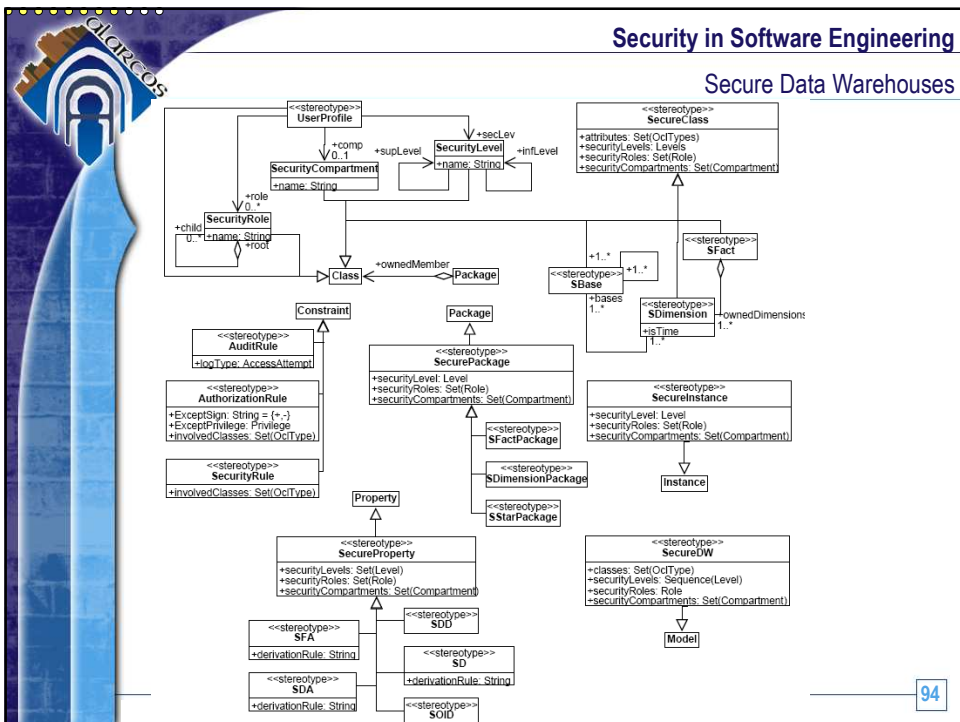 alarcos
Security in Software Engineering
Secure Data Warehouses
<<stereotype>>
UserProfile
+comp
0..1
+secLev
SecurityCompartment
+name: String
+supLevel
SecurityLevel
+name: String
+infLevel
+role
0..*
SecurityRole
+name: String
+child
0..*
+root
Class
+ownedMember
Package
<<stereotype>>
SecureClass
+attributes: Set(OclTypes)
+securityLevels: Levels
+securityRoles: Set(Role)
+securityCompartments: Set(Compartment)
<<stereotype>>
SFact
+1..*
<<stereotype>>
SBase
+1..*
+bases
1..*
<<stereotype>>
SDimension
+isTime
1..*
+ownedDimensions
1..*
Constraint
<<stereotype>>
AuditRule
+logType: AccessAttempt
<<stereotype>>
AuthorizationRule
+ExceptSign: String = {+,-}
+ExceptPrivilege: Privilege
+involvedClasses: Set(OclType)
<<stereotype>>
SecurityRule
+involvedClasses: Set(OclType)
Package
<<stereotype>>
SecurePackage
+securityLevel: Level
+securityRoles: Set(Role)
+securityCompartments: Set(Compartment)
<<stereotype>>
SFactPackage
<<stereotype>>
SDimensionPackage
<<stereotype>>
SStarPackage
<<stereotype>>
SecureInstance
+securityLevel: Level
+securityRoles: Set(Role)
+securityCompartments: Set(Compartment)
Instance
Property
<<stereotype>>
SecureProperty
+securityLevels: Set(Level)
+securityRoles: Set(Role)
+securityCompartments: Set(Compartment)
<<stereotype>>
SFA
+derivationRule: String
<<stereotype>>
SDD
<<stereotype>>
SD
+derivationRule: String
<<stereotype>>
SDA
+derivationRule: String
<<stereotype>>
SOID
<<stereotype>>
SecureDW
+classes: Set(OclType)
+securityLevels: Sequence(Level)
+securityRoles: Role
+securityCompartments: Set(Compartment)
Model
94